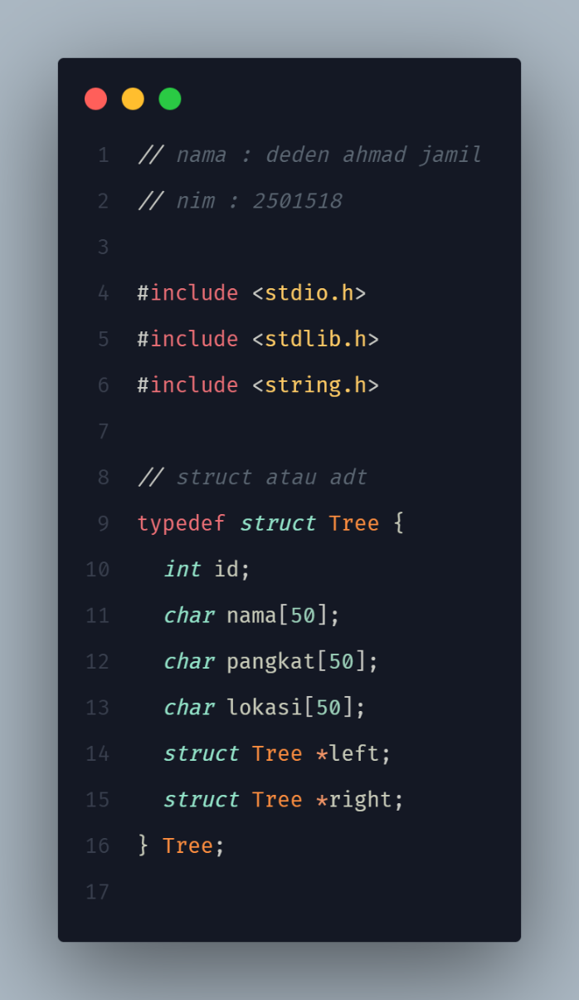 1 // nama : deden ahmad jamil
2 // nim : 2501518
3
4 #include <stdio.h>
5 #include <stdlib.h>
6 #include <string.h>
7
8 // struct atau adt
9 typedef struct Tree {
10   int id;
11   char nama[50];
12   char pangkat[50];
13   char lokasi[50];
14   struct Tree *left;
15   struct Tree *right;
16 } Tree;
17